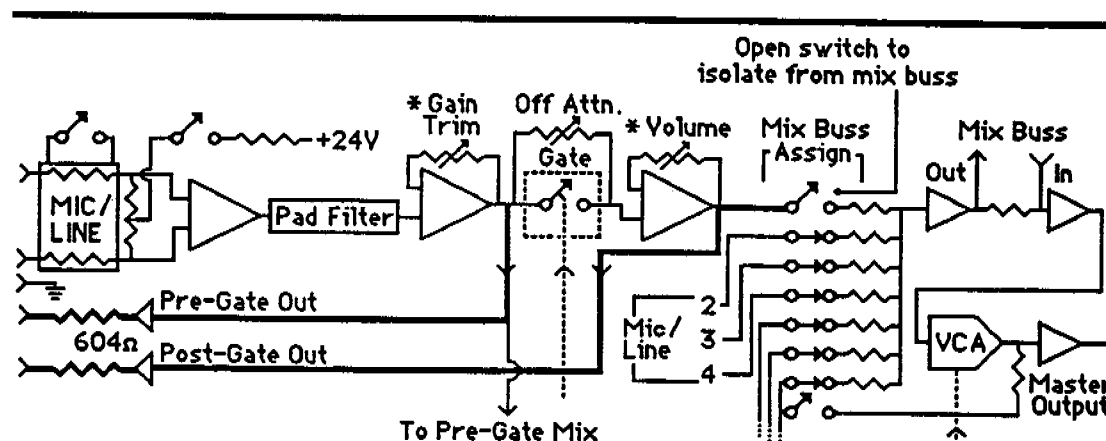 Open switch to
isolate from mix buss
* Gain
Trim
Off Attn.
* Volume
Mix Buss
Assign
Mix Buss
+24V
Gate
Out
In
MIC/
LINE
Pad Filter
Pre-Gate Out
604Ω
Post-Gate Out
Mic/
Line
2
3
4
VCA
Master
Output
To Pre-Gate Mix